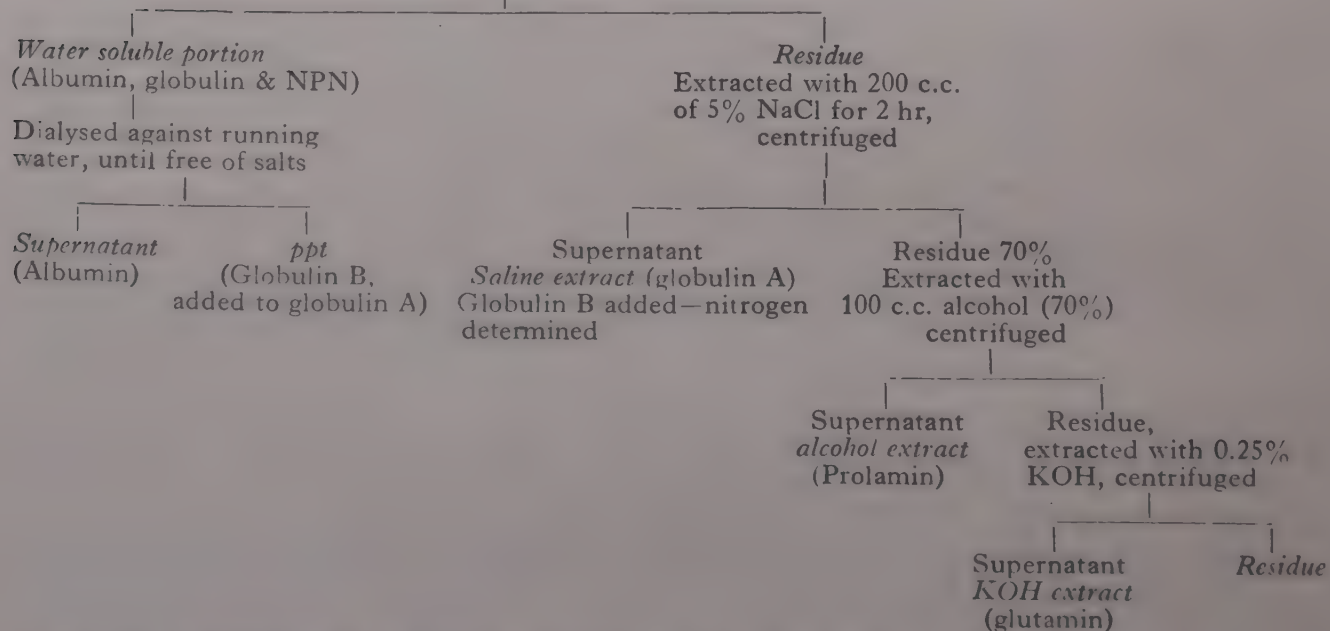 Water soluble portion
(Albumin, globulin & NPN)
Dialysed against running
water, until free of salts
Supernatant
(Albumin)
ppt
(Globulin B,
added to globulin A)
Residue
Extracted with 200 c.c.
of 5% NaCl for 2 hr,
centrifuged
Supernatant
Saline extract (globulin A)
Globulin B added—nitrogen
determined
Residue 70%
Extracted with
100 c.c. alcohol (70%)
centrifuged
Supernatant
alcohol extract
(Prolamin)
Residue,
extracted with 0.25%
KOH, centrifuged
Supernatant
KOH extract
(glutamin)
Residue